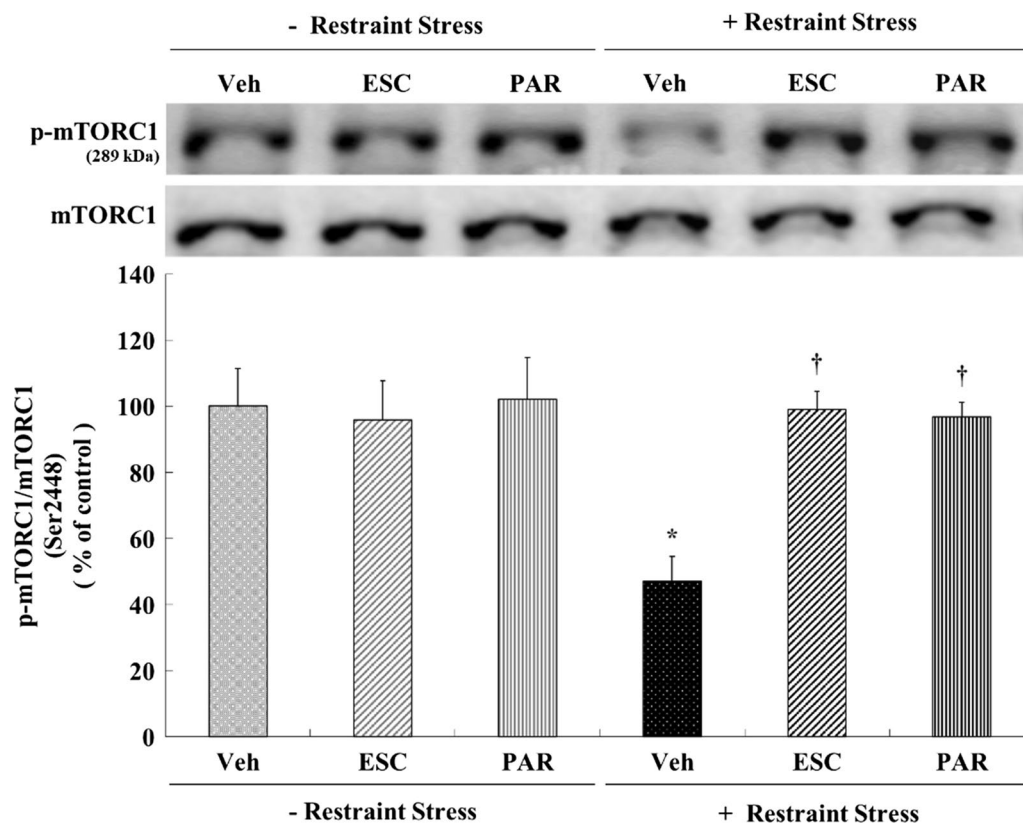 - Restraint Stress + Restraint Stress
Veh ESC PAR Veh ESC PAR
p-mTORC1
(289 kDa)
mTORC1
140
120
100
80
60
40
20
0
p-mTORC1/mTORC1
(Ser2448)
( % of control )
*
†
†
Veh ESC PAR Veh ESC PAR
- Restraint Stress + Restraint Stress